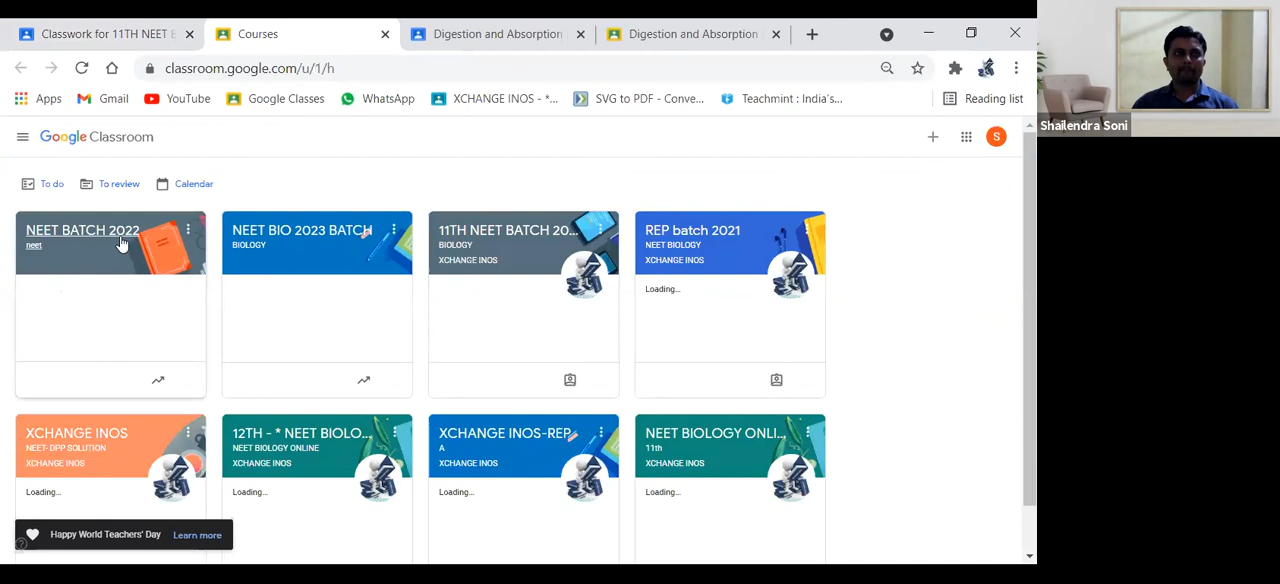 Classwork for 11TH NEET B
Courses
Digestion and Absorption
Digestion and Absorption
classroom.google.com/u/1/h
Apps
Gmail
YouTube
Google Classes
WhatsApp
XCHANGE INOS - *...
SVG to PDF - Conve...
Teachmint : India's...
Reading list
Google Classroom
S
To do
To review
Calendar
NEET BATCH 2022
neet
NEET BIO 2023 BATCH
BIOLOGY
11TH NEET BATCH 20...
BIOLOGY
XCHANGE INOS
REP batch 2021
NEET BIOLOGY
XCHANGE INOS
Loading...
XCHANGE INOS
NEET- DPP SOLUTION
XCHANGE INOS
Loading...
12TH - * NEET BIOLO...
NEET BIOLOGY ONLINE
XCHANGE INOS
Loading...
XCHANGE INOS-REP
A
XCHANGE INOS
Loading...
NEET BIOLOGY ONLI...
11th
XCHANGE INOS
Loading...
Happy World Teachers' Day
Learn more
Shailendra Soni